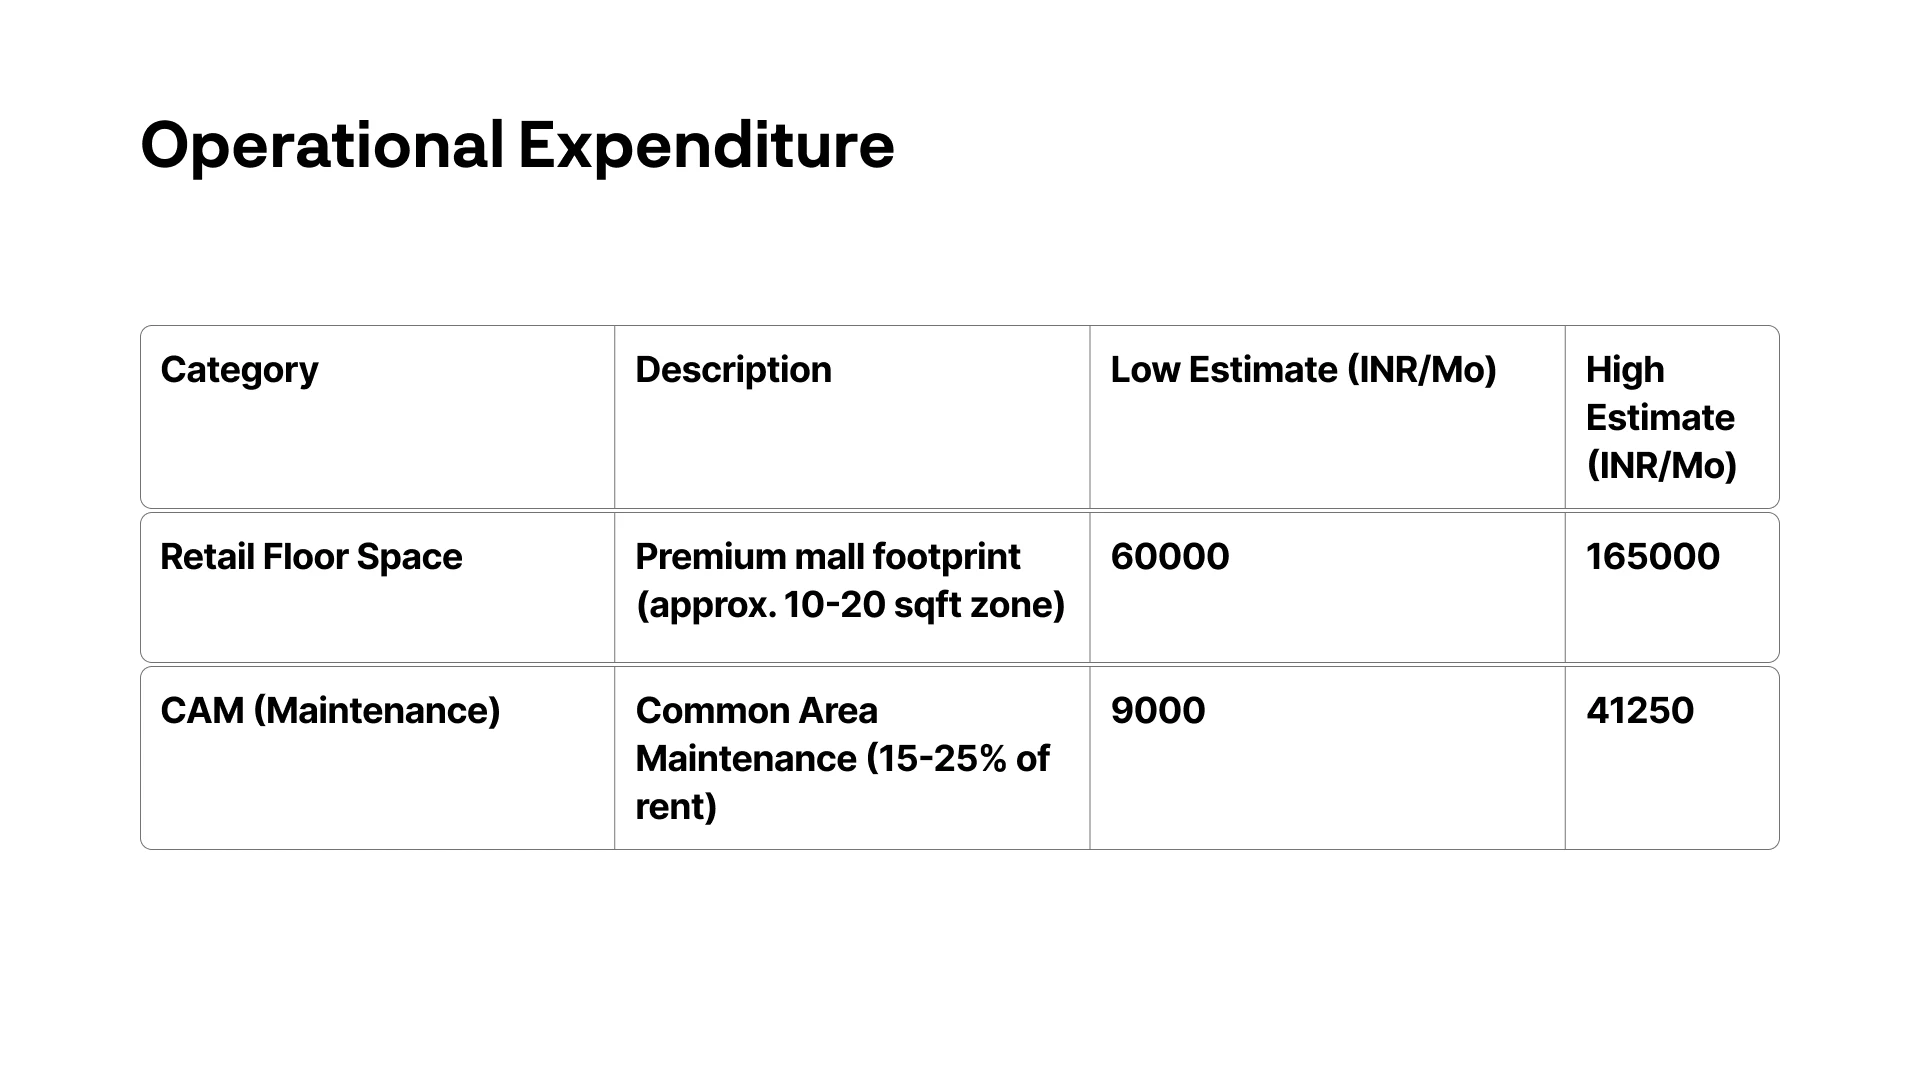 Operational Expenditure
Category
Description
Low Estimate (INR/Mo)
High
Estimate
(INR/Mo)
Retail Floor Space
Premium mall footprint
(approx. 10-20 sqft zone)
60000
165000
CAM (Maintenance)
Common Area
Maintenance (15-25% of
rent)
9000
41250